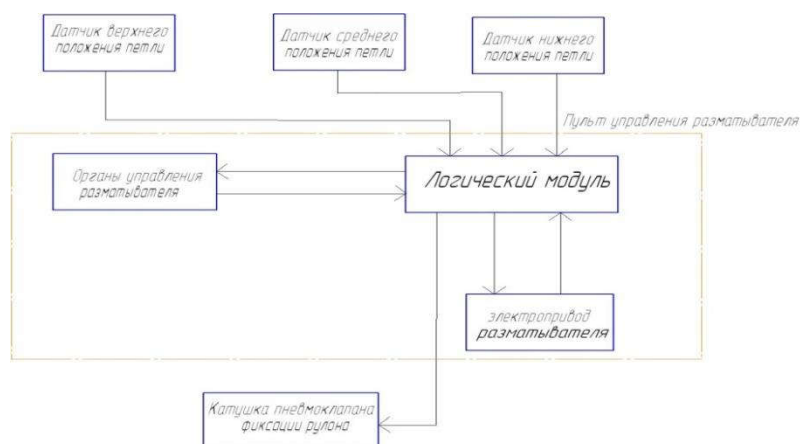 Датчик верхнего
положения петли
Датчик среднего
положения петли
Датчик нижнего
положения петли
Пульт управления разматывателя
Органы управления
разматывателя
Логический модуль
электропривод
разматывателя
Катушка пневмоклапана
фиксации рулона